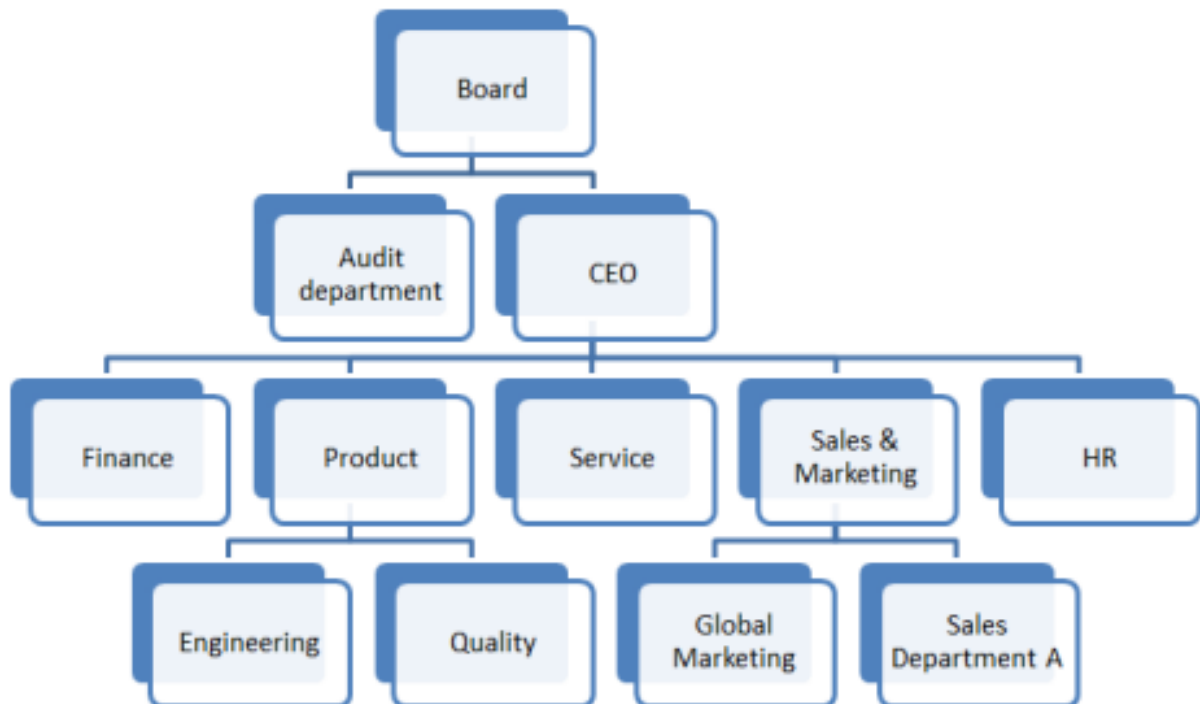 Board
Audit
department
CEO
Finance
Product
Service
Sales &
Marketing
HR
Engineering
Quality
Global
Marketing
Sales
Department A